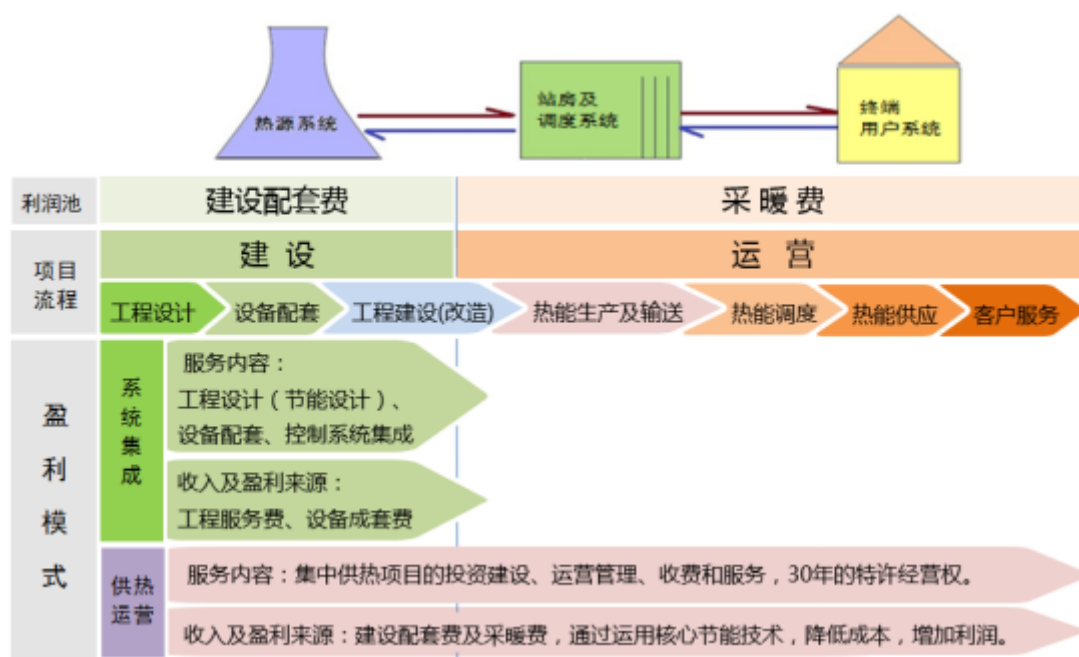 热源系统
站房及
调度系统
终端
用户系统
利润池
建设配套费
采暖费
项目
流程
建 设
运 营
工程设计
设备配套
工程建设(改造)
热能生产及输送
热能调度
热能供应
客户服务
盈
利
模
式
系
统
集
成
服务内容：
工程设计（节能设计）、
设备配套、控制系统集成
收入及盈利来源：
工程服务费、设备成套费
供热
运营
服务内容：集中供热项目的投资建设、运营管理、收费和服务，30年的特许经营权。
收入及盈利来源：建设配套费及采暖费，通过运用核心节能技术，降低成本，增加利润。